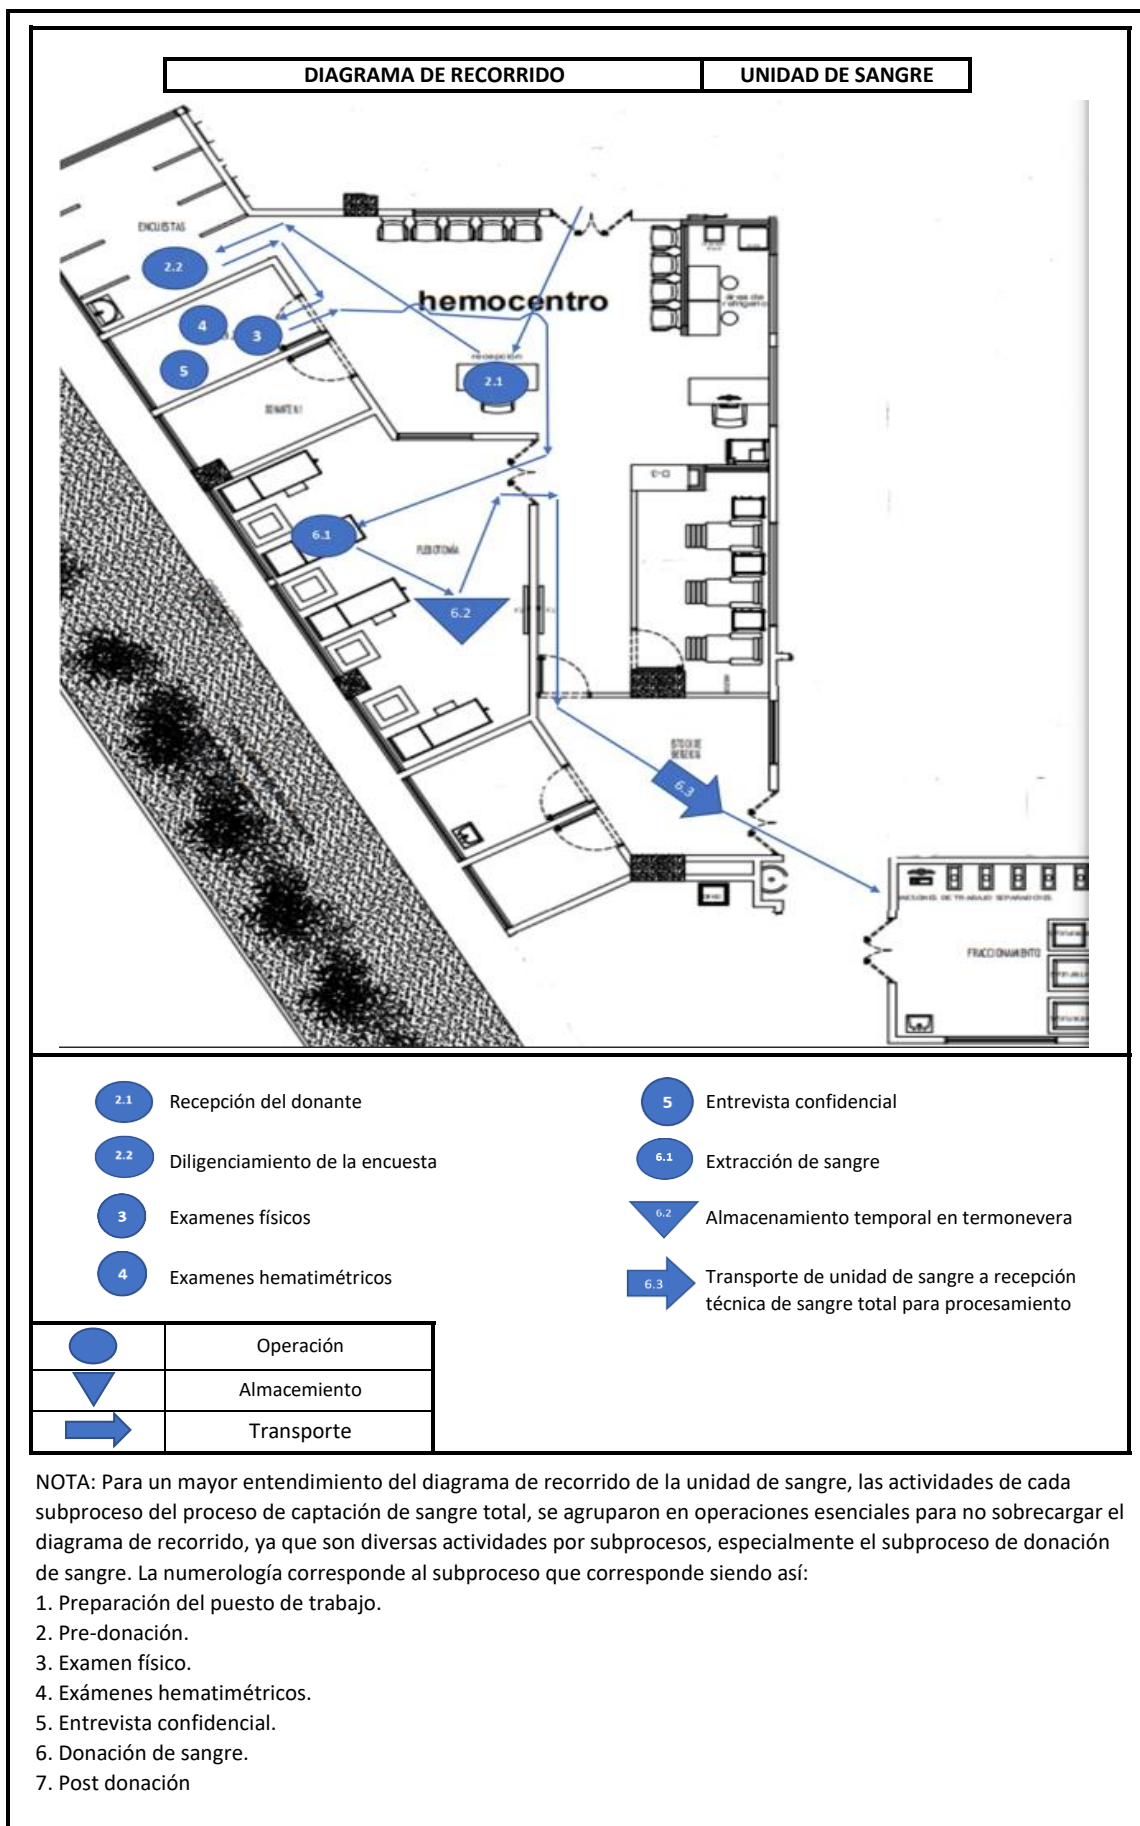 DIAGRAMA DE RECORRIDO UNIDAD DE SANGRE
ENCUESTAS
2.2
hemocentro
4
3
5
recepción
2.1
6.1
6.2
6.3
FRACCIONAMIENTO
2.1 Recepción del donante
2.2 Diligenciamiento de la encuesta
3 Examenes físicos
4 Examenes hematimétricos
5 Entrevista confidencial
6.1 Extracción de sangre
6.2 Almacenamiento temporal en termonevera
6.3 Transporte de unidad de sangre a recepción
técnica de sangre total para procesamiento
Operación
Almacemiento
Transporte
NOTA: Para un mayor entendimiento del diagrama de recorrido de la unidad de sangre, las actividades de cada
subproceso del proceso de captación de sangre total, se agruparon en operaciones esenciales para no sobrecargar el
diagrama de recorrido, ya que son diversas actividades por subprocesos, especialmente el subproceso de donación
de sangre. La numerología corresponde al subproceso que corresponde siendo así:
1. Preparación del puesto de trabajo.
2. Pre-donación.
3. Examen físico.
4. Exámenes hematimétricos.
5. Entrevista confidencial.
6. Donación de sangre.
7. Post donación